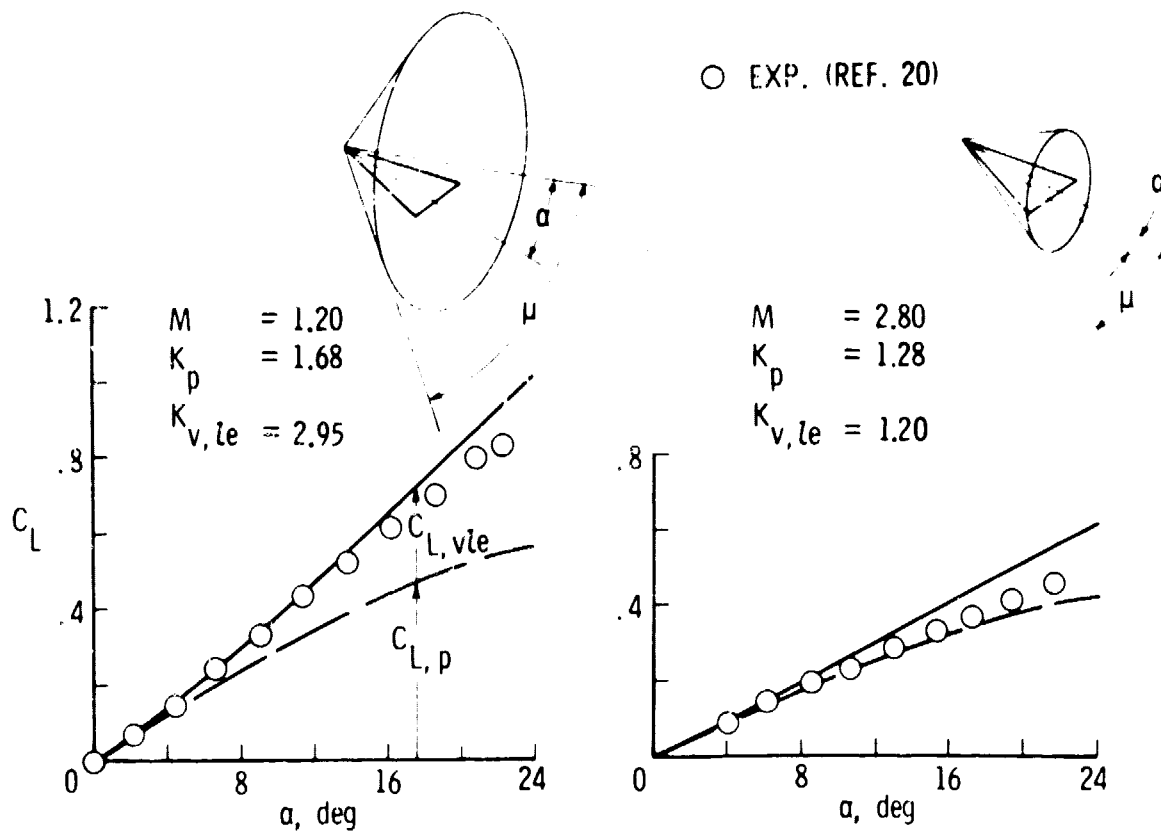 ○ EXP. (REF. 20)
α
μ
α
μ
M = 1.20
K_p = 1.68
K_v,le = 2.95
M = 2.80
K_p = 1.28
K_v,le = 1.20
1.2
.8
.4
0
C_L
C_L,vle
C_L,p
8
16
24
α, deg
.8
.4
0
8
16
24
α, deg